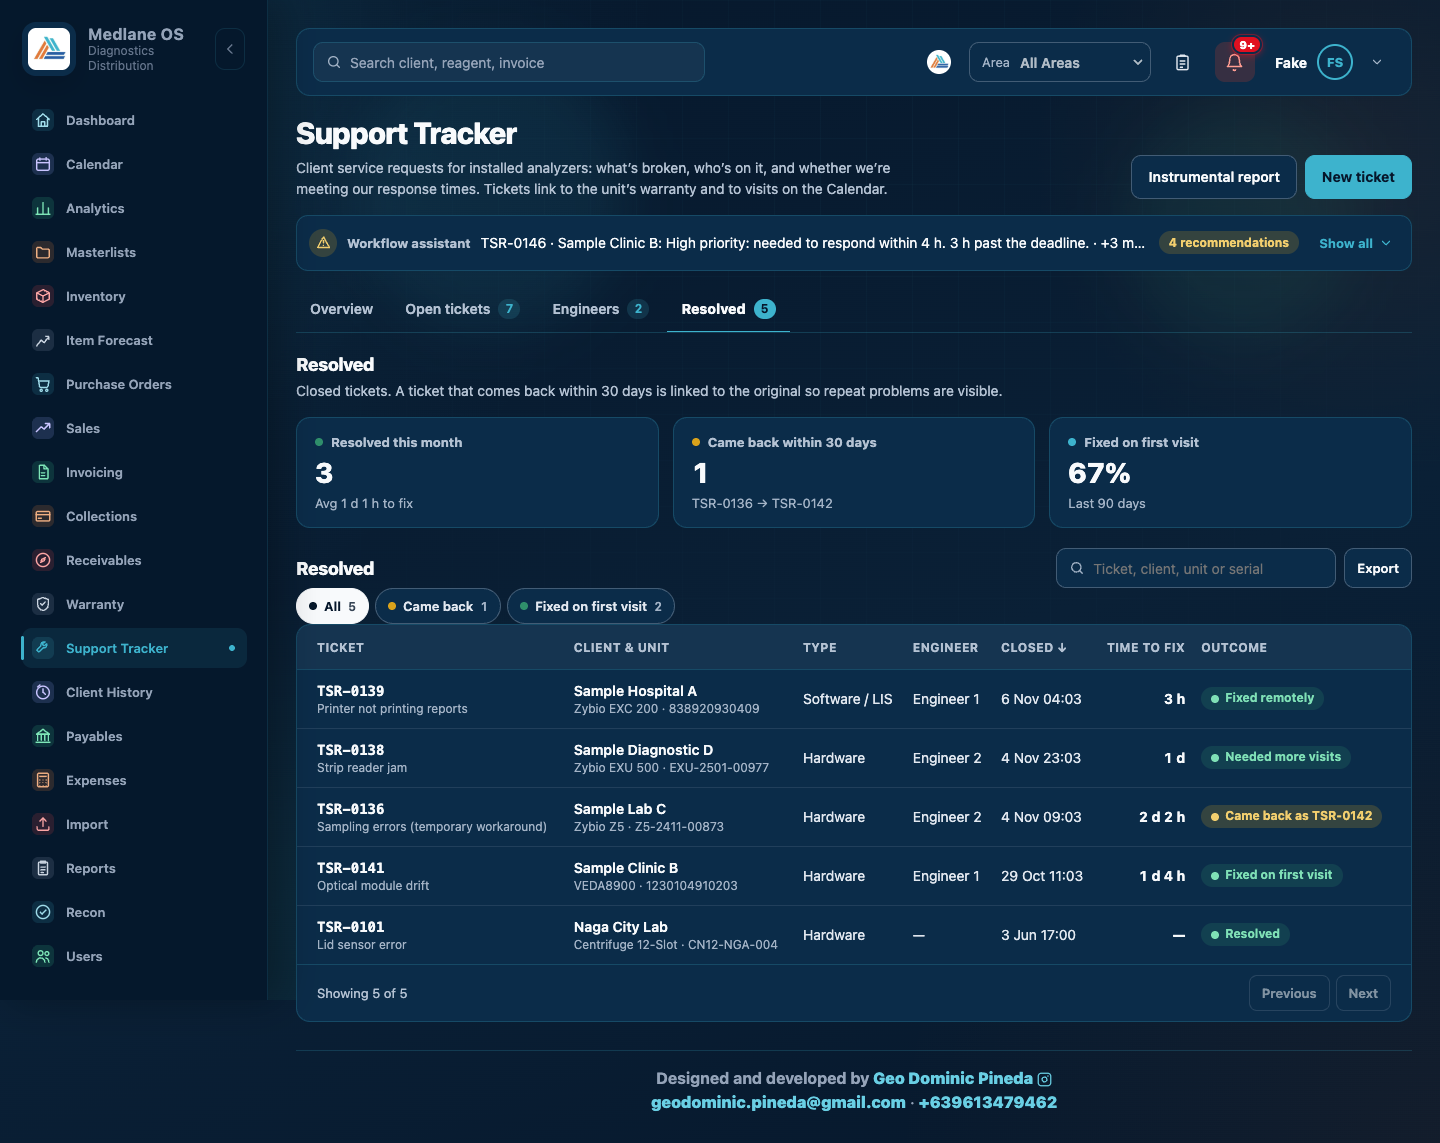 Medlane OS
Diagnostics
Distribution
Dashboard
Calendar
Analytics
Masterlists
Inventory
Item Forecast
Purchase Orders
Sales
Invoicing
Collections
Receivables
Warranty
Support Tracker
Client History
Payables
Expenses
Import
Reports
Recon
Users
Search client, reagent, invoice
Area All Areas
9+
Fake FS
Support Tracker
Client service requests for installed analyzers: what's broken, who's on it, and whether we're
meeting our response times. Tickets link to the unit's warranty and to visits on the Calendar.
Instrumental report
New ticket
Workflow assistant TSR-0146 · Sample Clinic B: High priority: needed to respond within 4 h. 3 h past the deadline. · +3 m... 4 recommendations Show all
Overview Open tickets 7 Engineers 2 Resolved 5
Resolved
Closed tickets. A ticket that comes back within 30 days is linked to the original so repeat problems are visible.
Resolved this month
3
Avg 1 d 1 h to fix
Came back within 30 days
1
TSR-0136 → TSR-0142
Fixed on first visit
67%
Last 90 days
Resolved
Ticket, client, unit or serial
Export
All 5 Came back 1 Fixed on first visit 2
TICKET CLIENT & UNIT TYPE ENGINEER CLOSED ↓ TIME TO FIX OUTCOME
TSR-0139 Sample Hospital A Software / LIS Engineer 1 6 Nov 04:03 3 h Fixed remotely
Printer not printing reports Zybio EXC 200 · 838920930409
TSR-0138 Sample Diagnostic D Hardware Engineer 2 4 Nov 23:03 1 d Needed more visits
Strip reader jam Zybio EXU 500 · EXU-2501-00977
TSR-0136 Sample Lab C Hardware Engineer 2 4 Nov 09:03 2 d 2 h Came back as TSR-0142
Sampling errors (temporary workaround) Zybio Z5 · Z5-2411-00873
TSR-0141 Sample Clinic B Hardware Engineer 1 29 Oct 11:03 1 d 4 h Fixed on first visit
Optical module drift VEDA8900 · 1230104910203
TSR-0101 Naga City Lab Hardware — 3 Jun 17:00 — Resolved
Lid sensor error Centrifuge 12-Slot · CN12-NGA-004
Showing 5 of 5
Previous Next
Designed and developed by Geo Dominic Pineda
geodominic.pineda@gmail.com · +639613479462